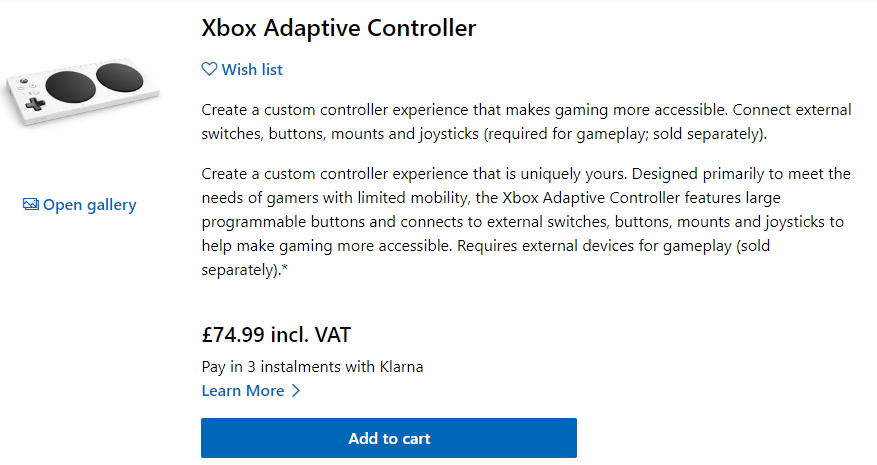 Xbox Adaptive Controller
Wish list
Create a custom controller experience that makes gaming more accessible. Connect external
switches, buttons, mounts and joysticks (required for gameplay; sold separately).
Open gallery
Create a custom controller experience that is uniquely yours. Designed primarily to meet the
needs of gamers with limited mobility, the Xbox Adaptive Controller features large
programmable buttons and connects to external switches, buttons, mounts and joysticks to
help make gaming more accessible. Requires external devices for gameplay (sold
separately).*
£74.99 incl. VAT
Pay in 3 instalments with Klarna
Learn More
Add to cart